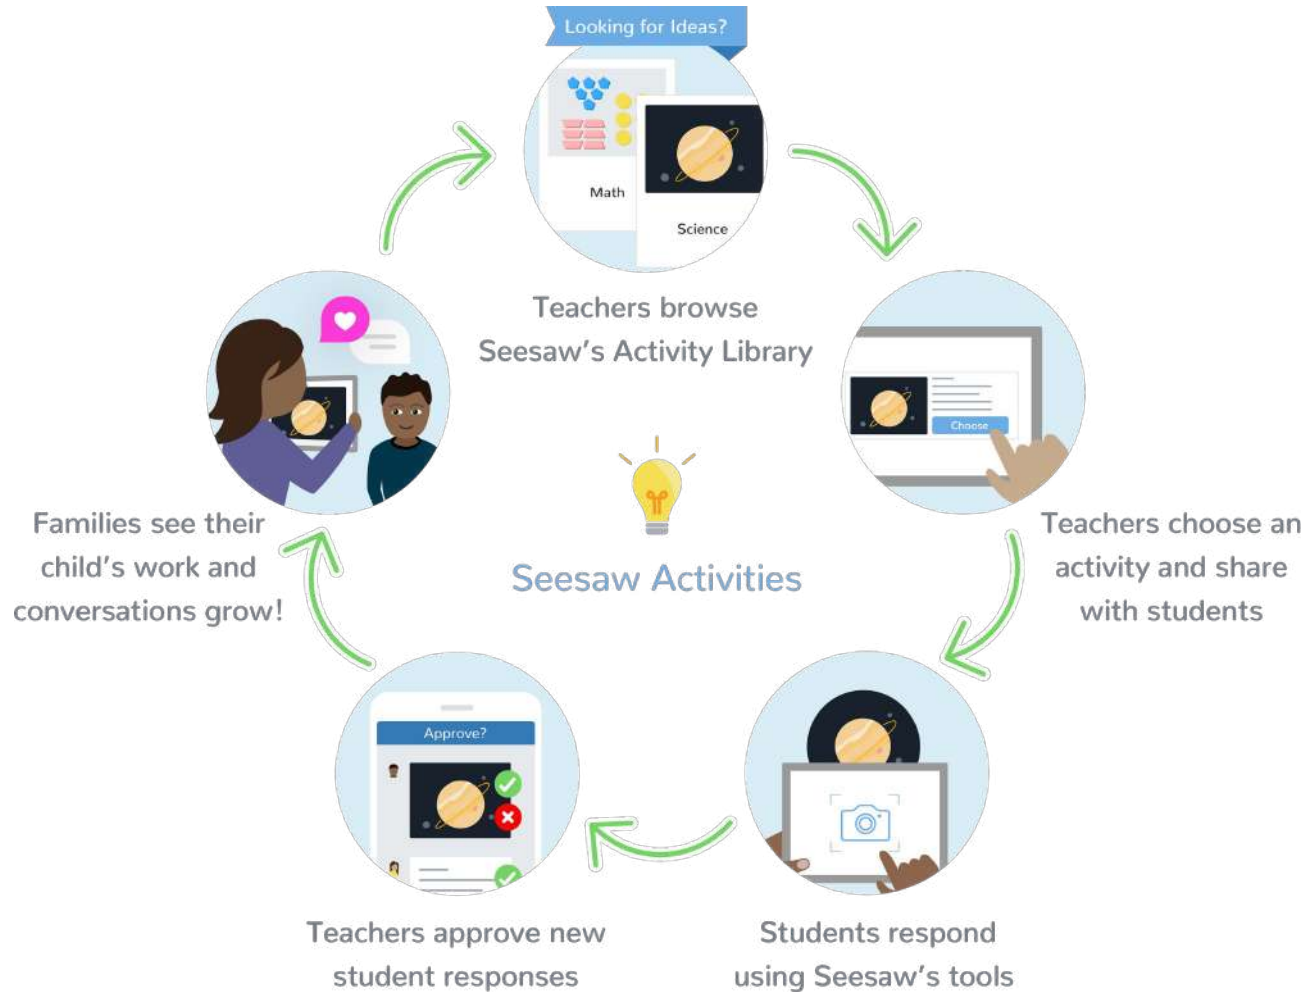 Looking for Ideas?
Math
Science
Teachers browse
Seesaw's Activity Library
Choose
Teachers choose an
activity and share
with students
Students respond
using Seesaw's tools
Approve?
Teachers approve new
student responses
Families see their
child's work and
conversations grow!
Seesaw Activities